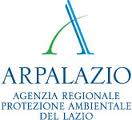 ARPALAZIO
AGENZIA REGIONALE
PROTEZIONE AMBIENTALE
DEL LAZIO